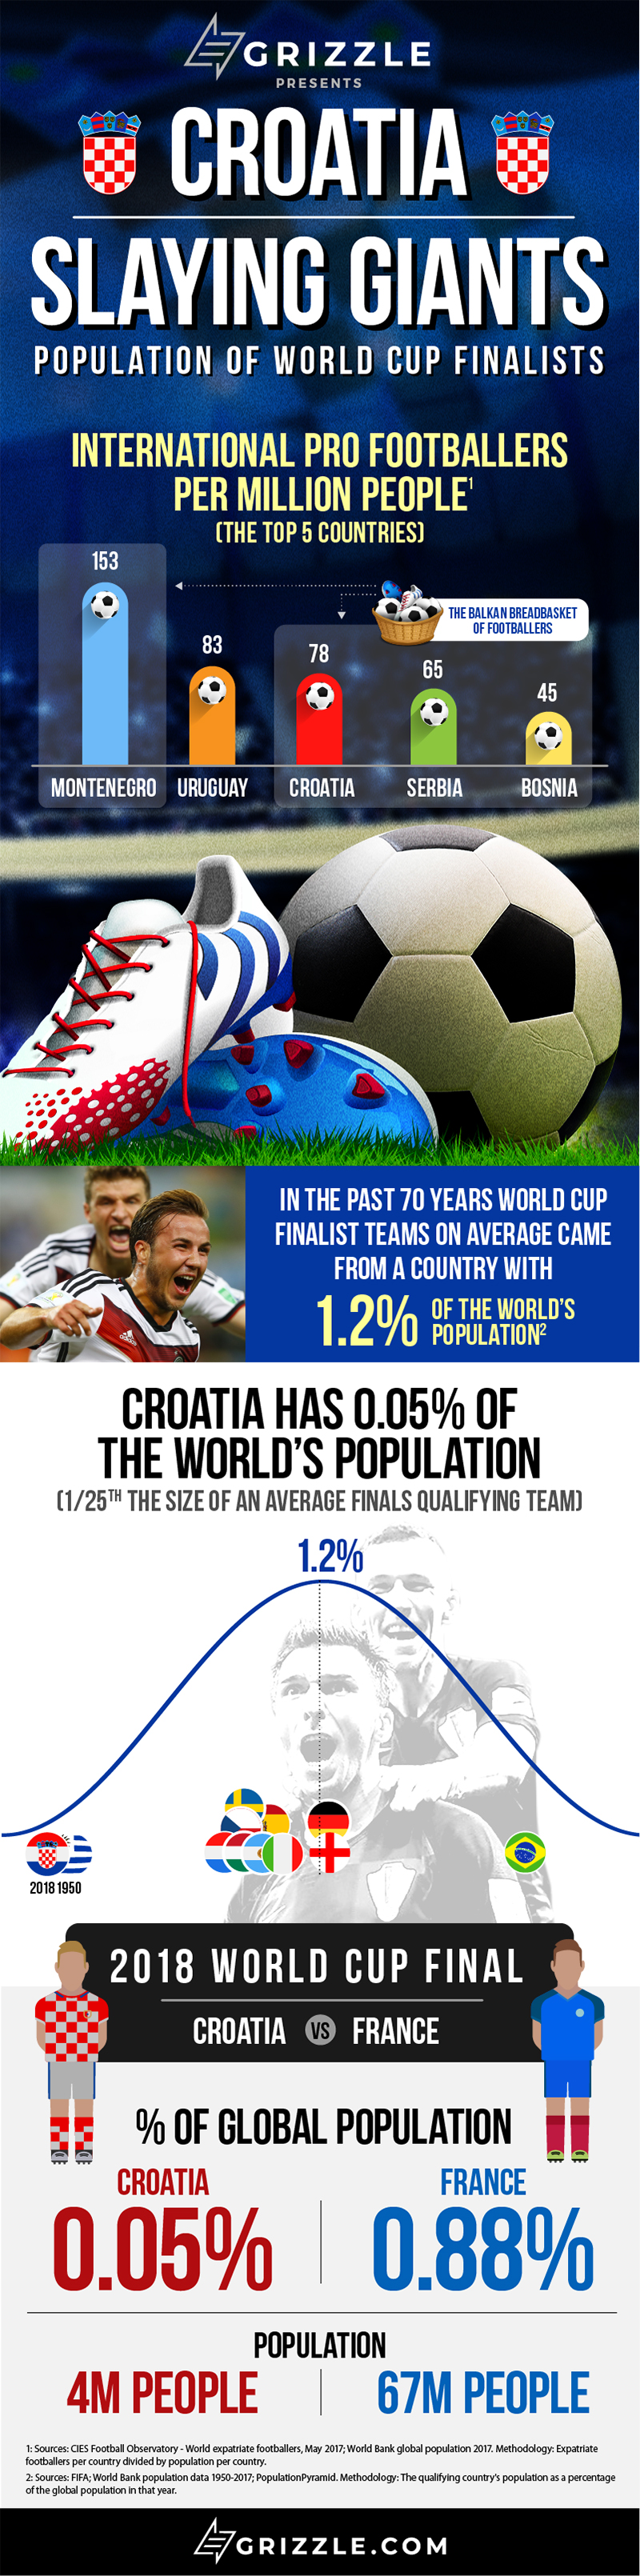 GRIZZLE
PRESENTS
CROATIA
SLAYING GIANTS
POPULATION OF WORLD CUP FINALISTS
INTERNATIONAL PRO FOOTBALLERS
PER MILLION PEOPLE¹
(THE TOP 5 COUNTRIES)
153
THE BALKAN BREADBASKET
OF FOOTBALLERS
83
78
65
45
MONTENEGRO URUGUAY CROATIA SERBIA BOSNIA
IN THE PAST 70 YEARS WORLD CUP
FINALIST TEAMS ON AVERAGE CAME
FROM A COUNTRY WITH
1.2% OF THE WORLD'S
POPULATION²
CROATIA HAS 0.05% OF
THE WORLD'S POPULATION
(1/25TH THE SIZE OF AN AVERAGE FINALS QUALIFYING TEAM)
1.2%
2018 1950
2018 WORLD CUP FINAL
CROATIA VS FRANCE
% OF GLOBAL POPULATION
CROATIA FRANCE
0.05% 0.88%
POPULATION
4M PEOPLE 67M PEOPLE
1: Sources: CIES Football Observatory - World expatriate footballers, May 2017; World Bank global population 2017. Methodology: Expatriate
footballers per country divided by population per country.
2: Sources: FIFA; World Bank population data 1950-2017; PopulationPyramid. Methodology: The qualifying country's population as a percentage
of the global population in that year.
GRIZZLE.COM